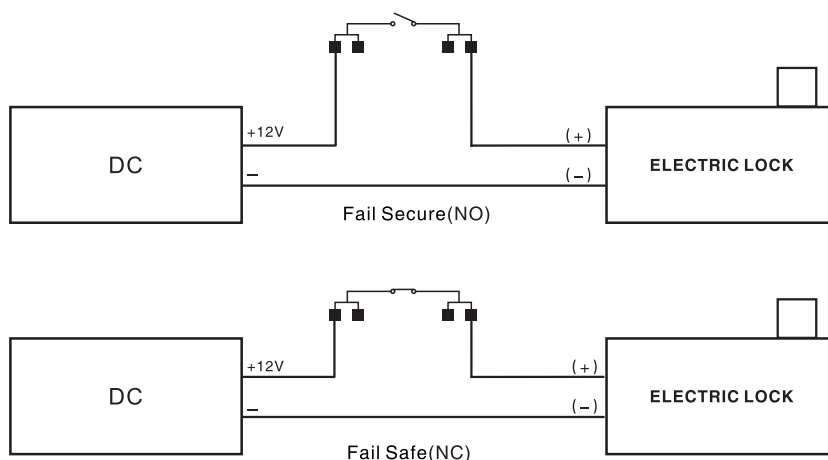 +12V
(+)
DC
ELECTRIC LOCK
–
(–)
Fail Secure(NO)
+12V
(+)
DC
ELECTRIC LOCK
–
(–)
Fail Safe(NC)